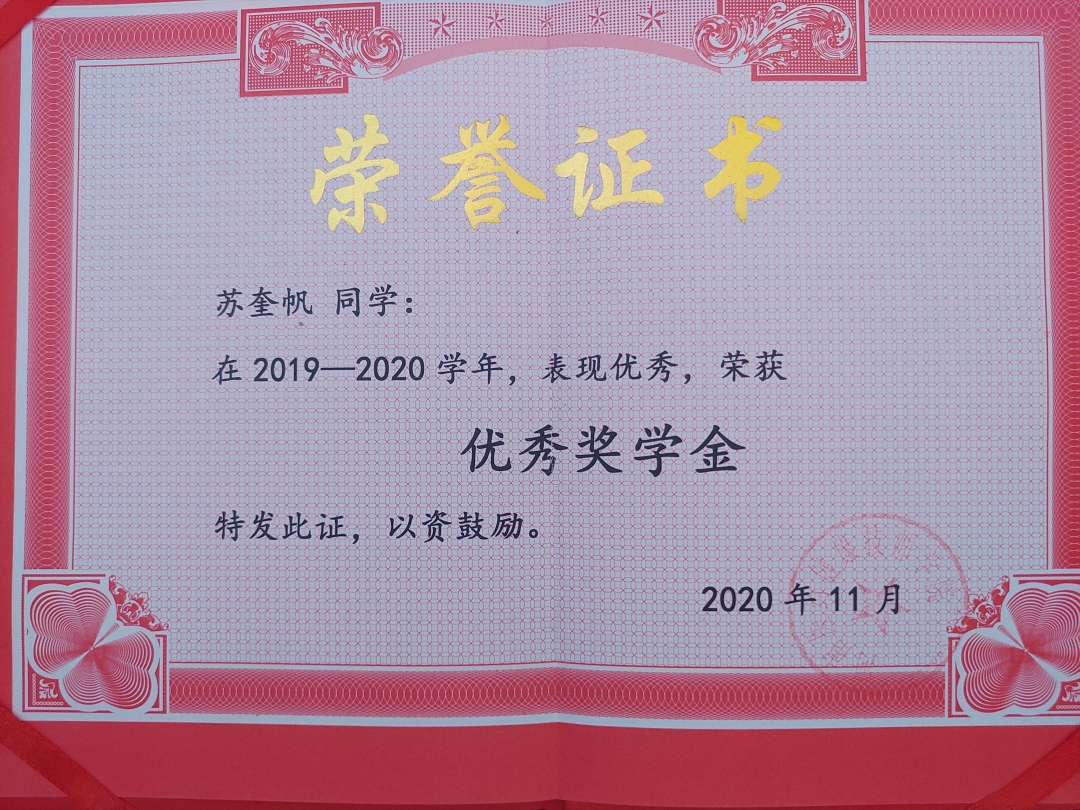 荣誉证书
苏奎帆 同学：
在 2019—2020 学年，表现优秀，荣获
优秀奖学金
特发此证，以资鼓励。
2020 年 11 月